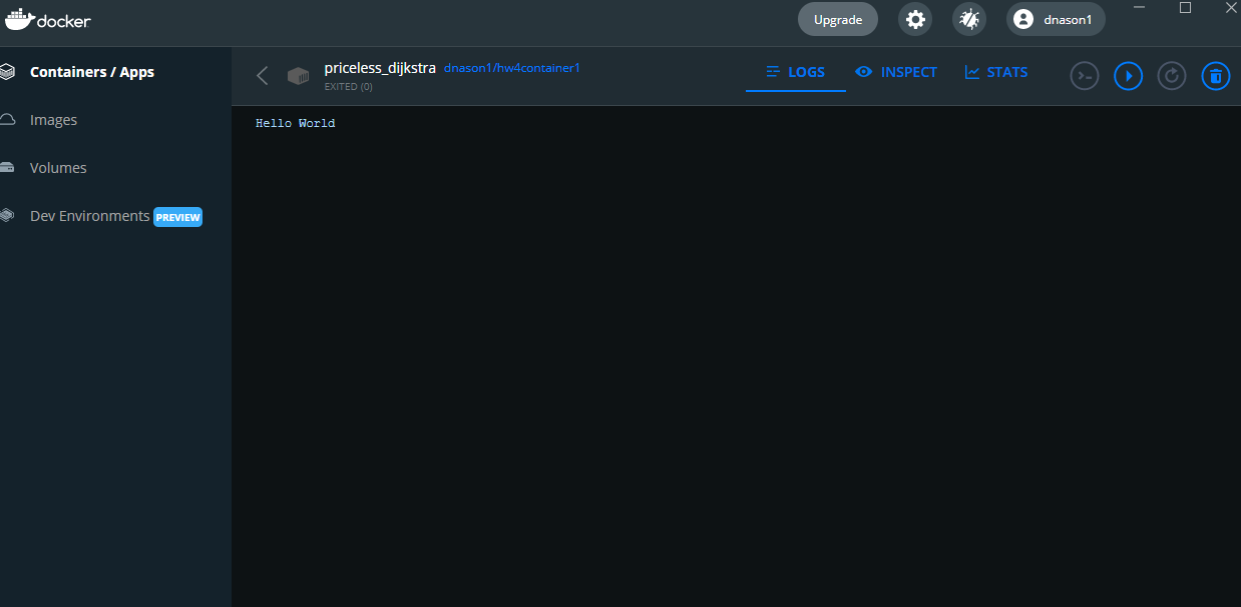 docker
Upgrade
dnason1
Containers / Apps
Images
Volumes
Dev Environments PREVIEW
priceless_dijkstra dnason1/hw4container1
EXITED (0)
LOGS
INSPECT
STATS
Hello World